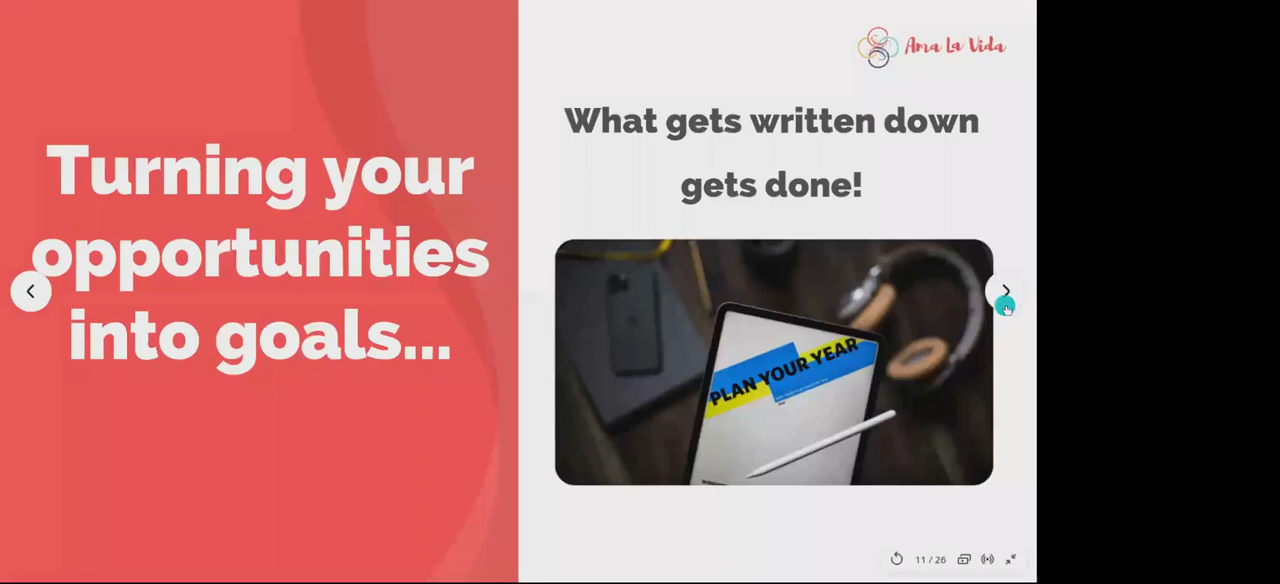 Turning your
opportunities
into goals...
Ama La Vida
What gets written down
gets done!
PLAN YOUR YEAR
11 / 26